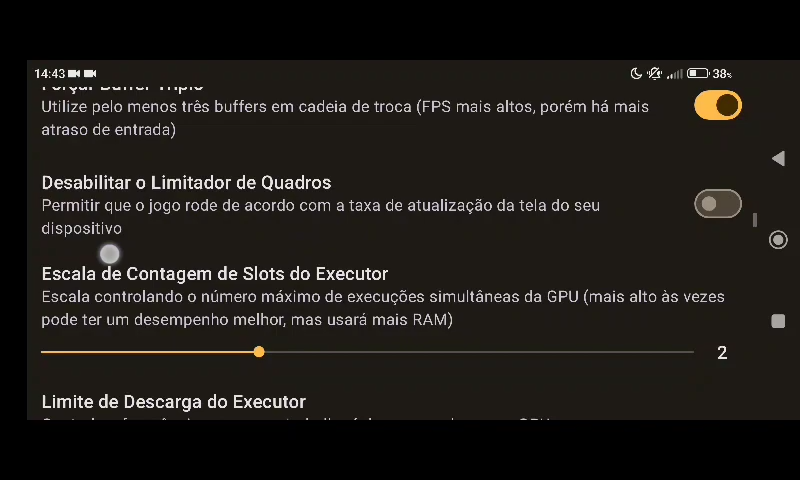 14:43
38%
Forçar Buffer Triplo
Utilize pelo menos três buffers em cadeia de troca (FPS mais altos, porém há mais
atraso de entrada)
Desabilitar o Limitador de Quadros
Permitir que o jogo rode de acordo com a taxa de atualização da tela do seu
dispositivo
Escala de Contagem de Slots do Executor
Escala controlando o número máximo de execuções simultâneas da GPU (mais alto às vezes
pode ter um desempenho melhor, mas usará mais RAM)
2
Limite de Descarga do Executor